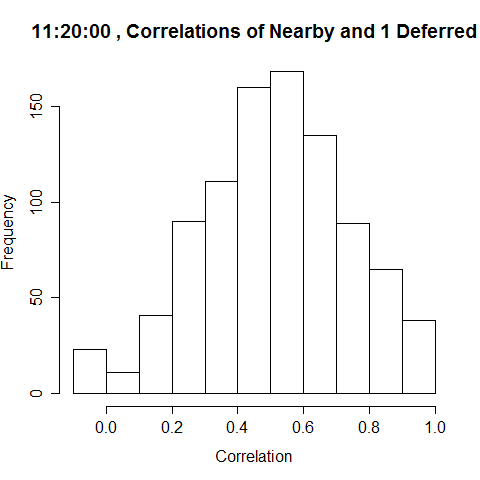 11:20:00 , Correlations of Nearby and 1 Deferred
150
100
50
0
Frequency
0.0 0.2 0.4 0.6 0.8 1.0
Correlation